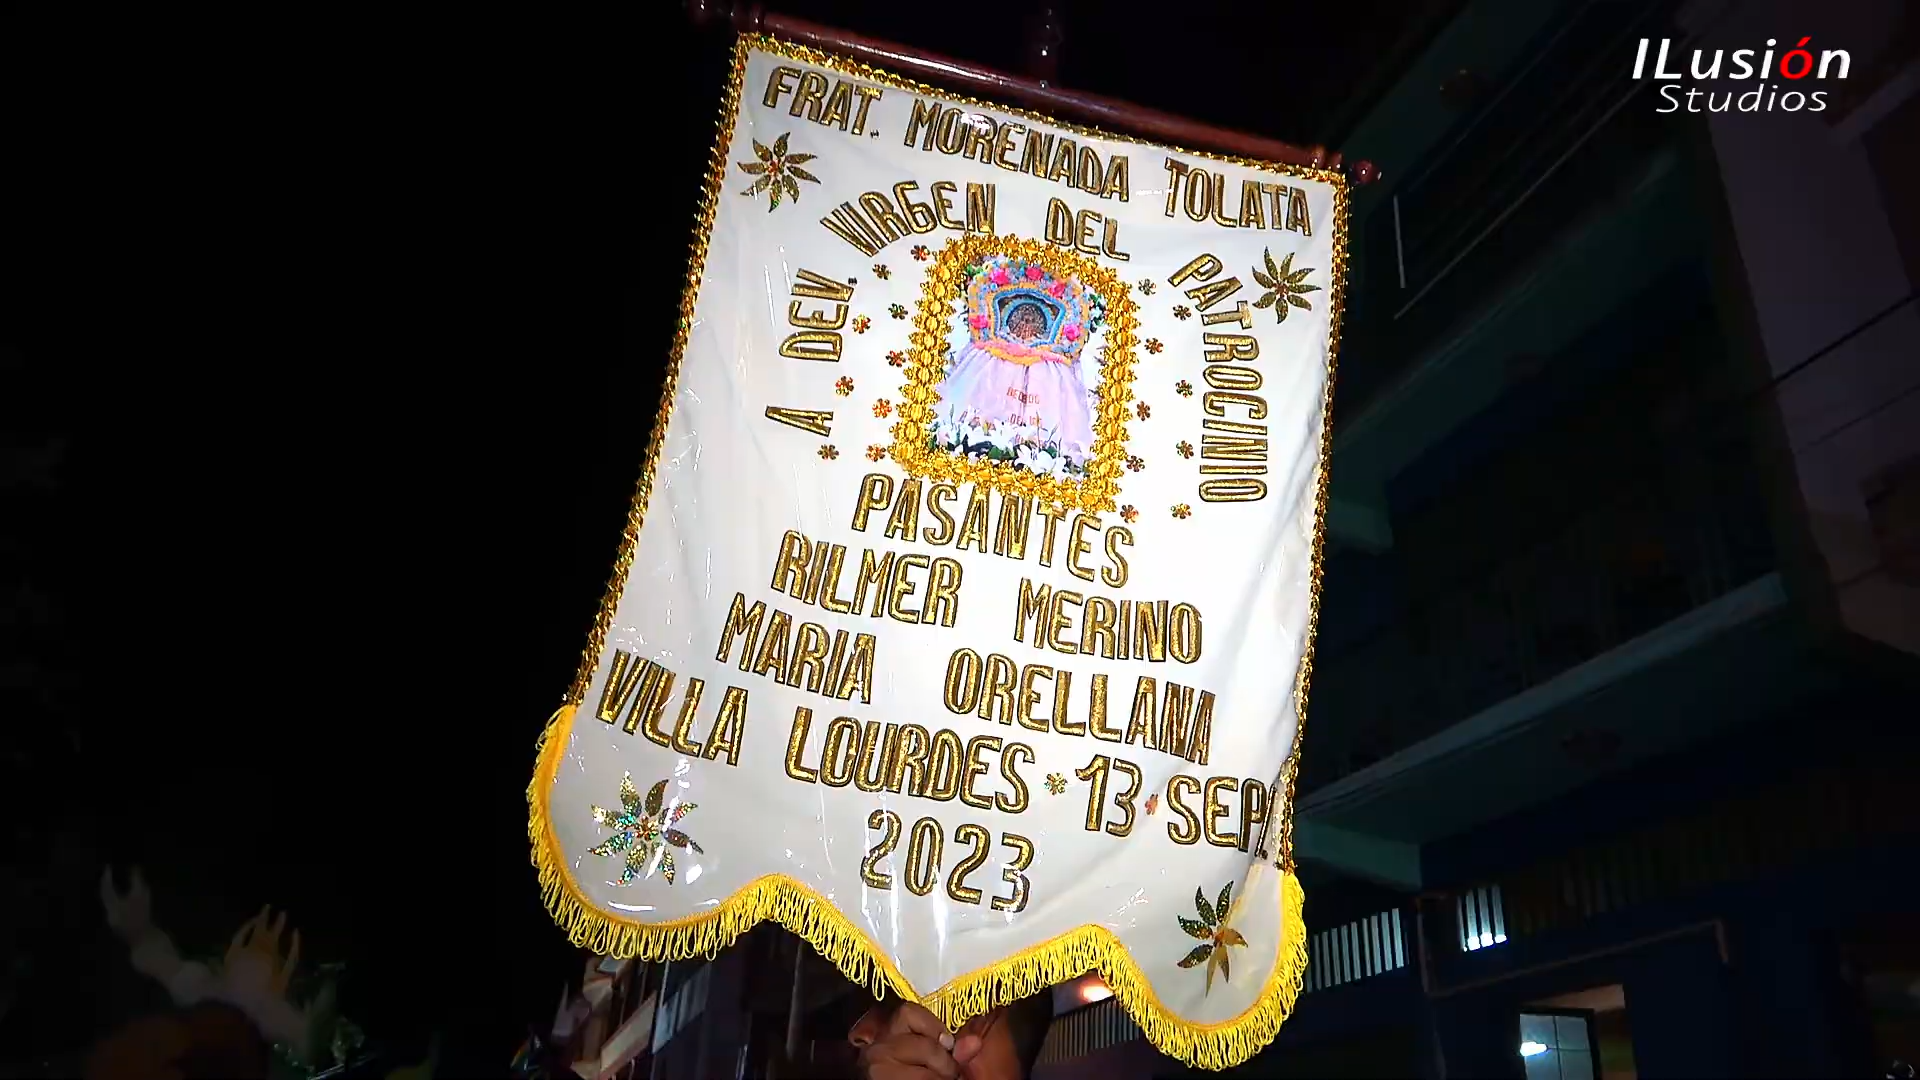 ILusión
Studios
FRAT. MORENADA TOLATA
A DEV. VIRGEN DEL PATROCINIO
PASANTES
RILMER MERINO
MARIA ORELLANA
VILLA LOURDES 13 SEP.
2023